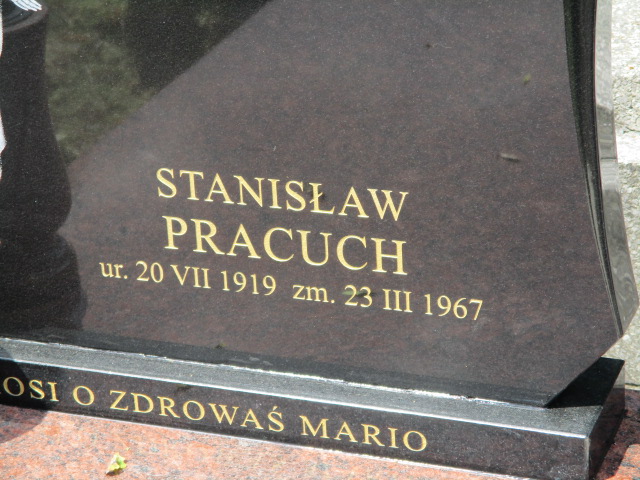 STANISŁAW
PRACUCH
ur. 20 VII 1919 zm. 23 III 1967
O ZDROWAŚ MARIO